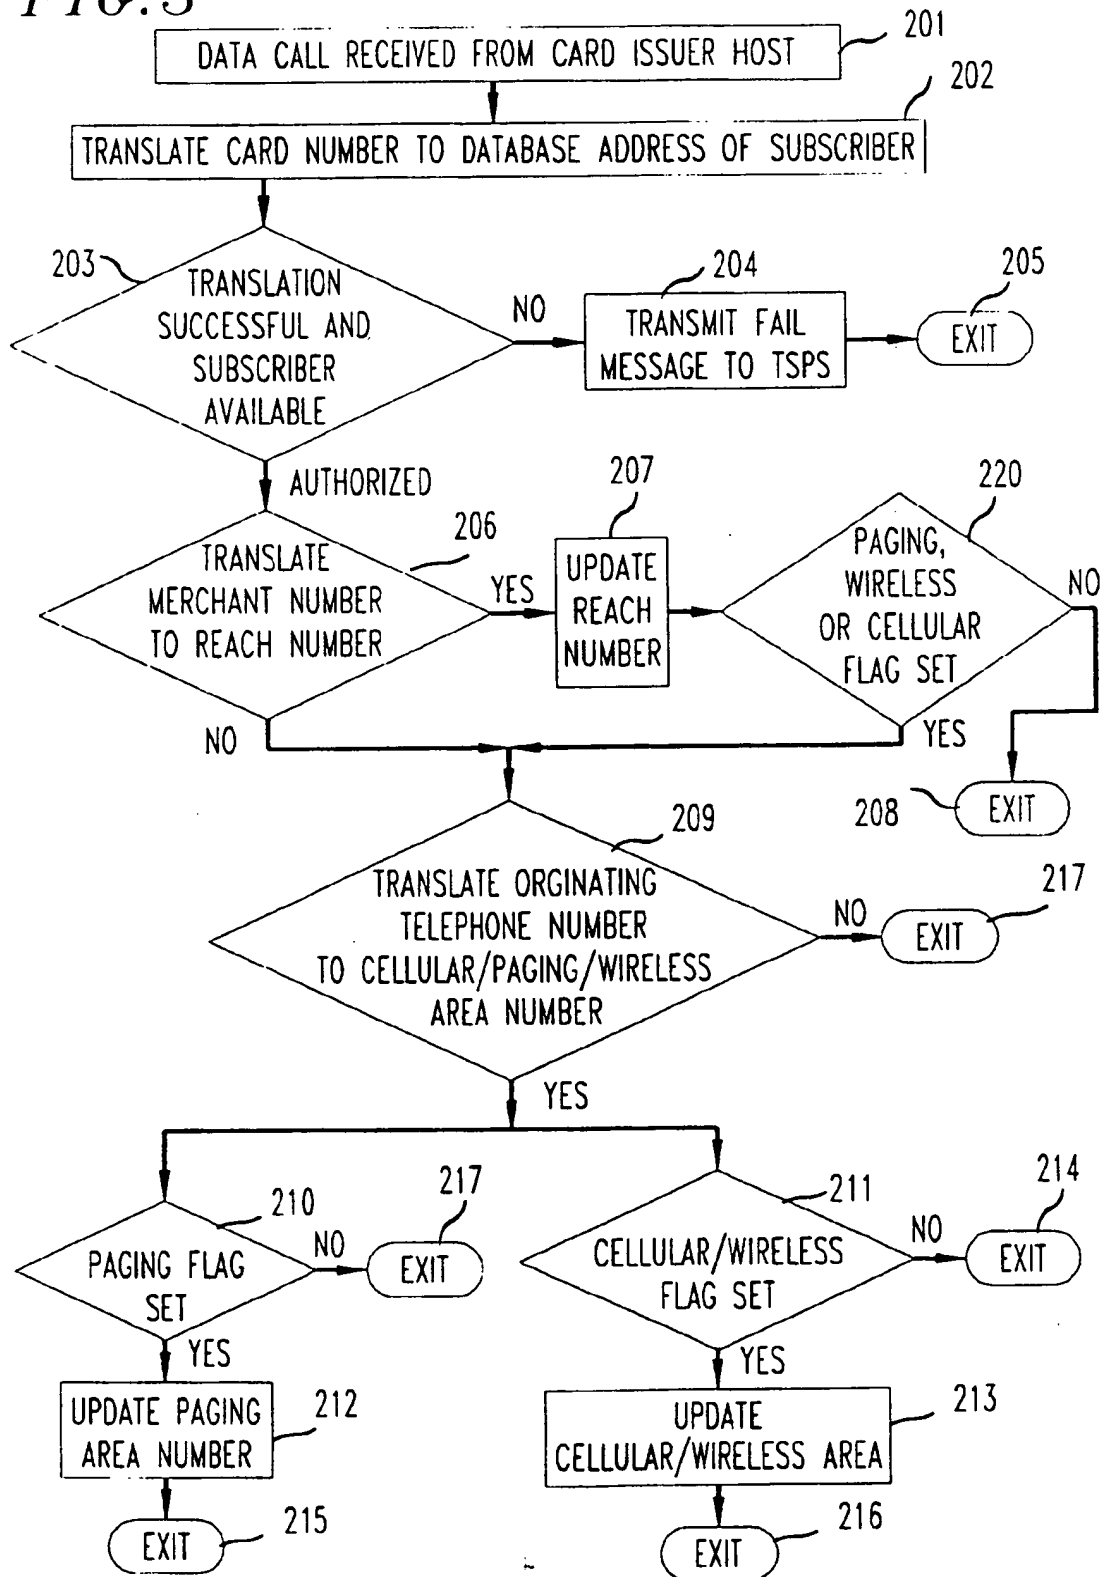 FIG. 3
201
DATA CALL RECEIVED FROM CARD ISSUER HOST
202
TRANSLATE CARD NUMBER TO DATABASE ADDRESS OF SUBSCRIBER
203
TRANSLATION
SUCCESSFUL AND
SUBSCRIBER
AVAILABLE
NO
204
TRANSMIT FAIL
MESSAGE TO TSPS
205
EXIT
AUTHORIZED
206
TRANSLATE
MERCHANT NUMBER
TO REACH NUMBER
YES
207
UPDATE
REACH
NUMBER
220
PAGING,
WIRELESS
OR CELLULAR
FLAG SET
NO
NO
YES
208
EXIT
209
TRANSLATE ORGINATING
TELEPHONE NUMBER
TO CELLULAR/PAGING/WIRELESS
AREA NUMBER
NO
217
EXIT
YES
210
PAGING FLAG
SET
NO
217
EXIT
211
CELLULAR/WIRELESS
FLAG SET
NO
214
EXIT
YES
212
UPDATE PAGING
AREA NUMBER
YES
213
UPDATE
CELLULAR/WIRELESS AREA
EXIT
215
EXIT
216